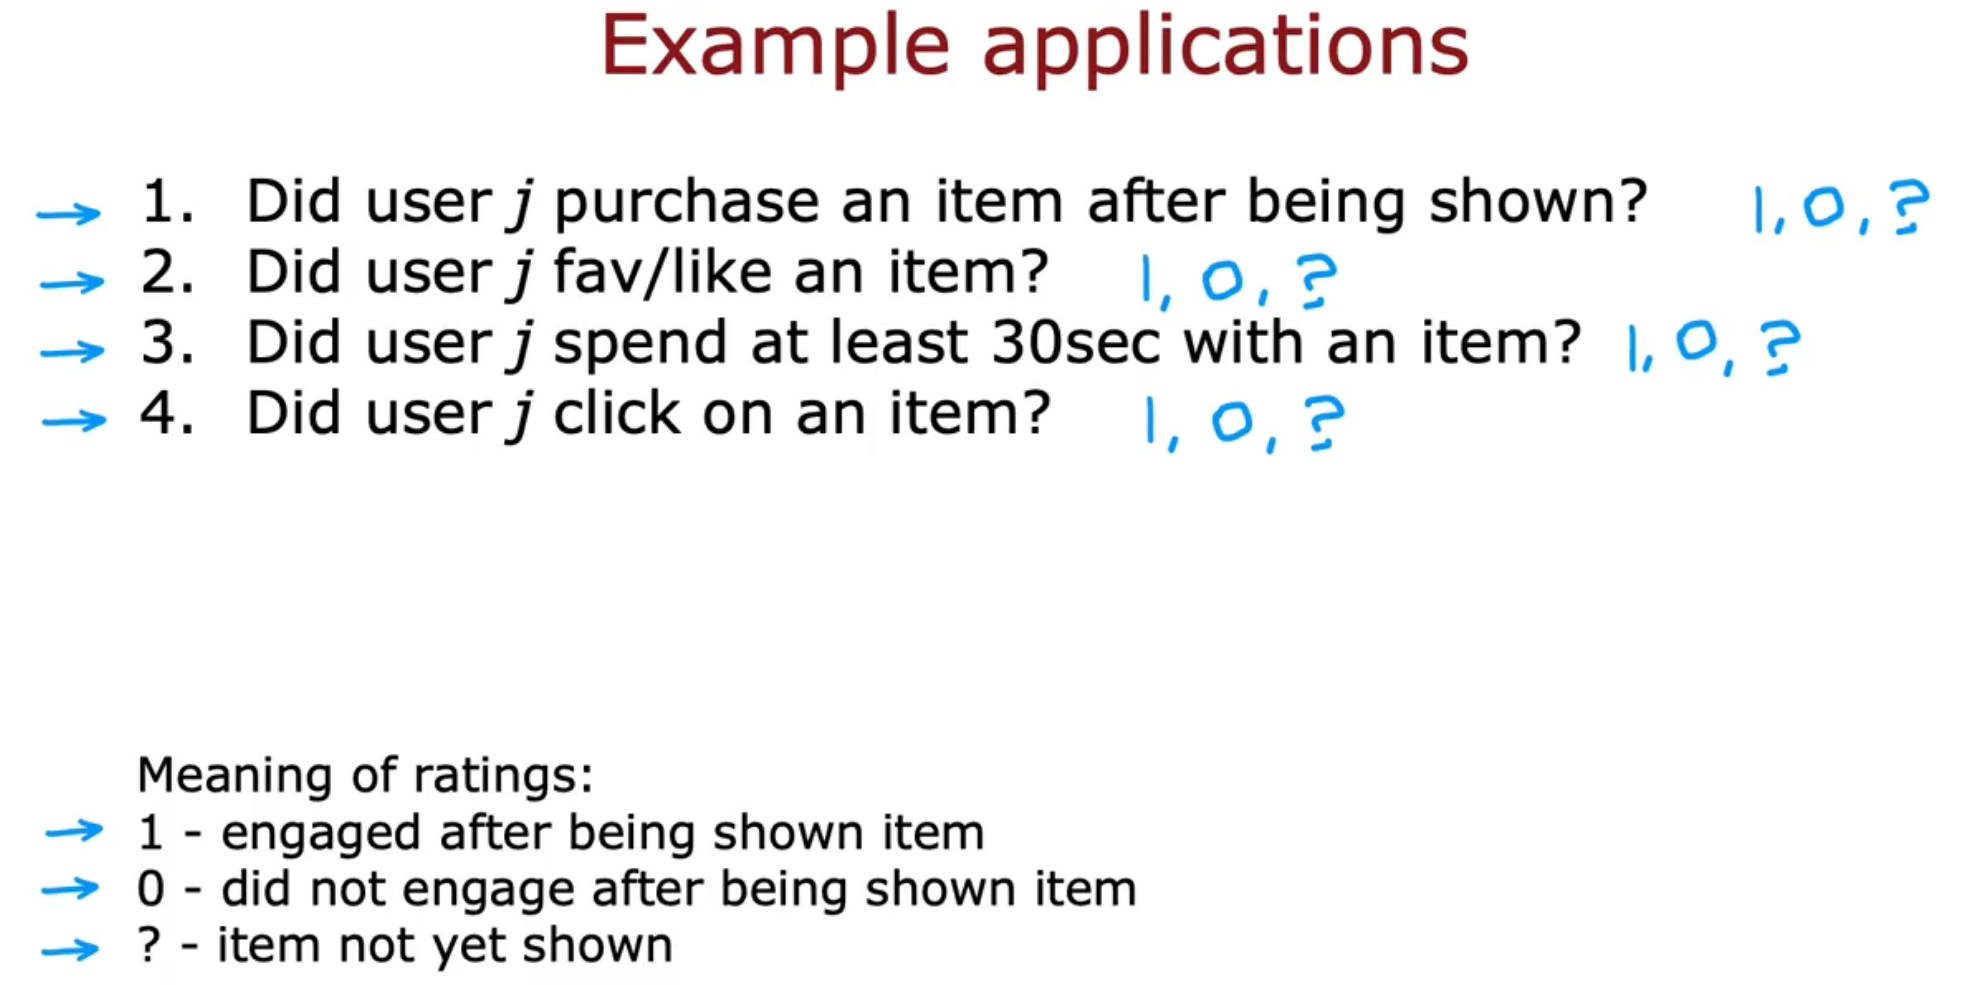 Example applications
→ 1. Did user j purchase an item after being shown? 1, 0, ?
→ 2. Did user j fav/like an item? 1, 0, ?
→ 3. Did user j spend at least 30sec with an item? 1, 0, ?
→ 4. Did user j click on an item? 1, 0, ?
Meaning of ratings:
→ 1 - engaged after being shown item
→ 0 - did not engage after being shown item
→ ? - item not yet shown